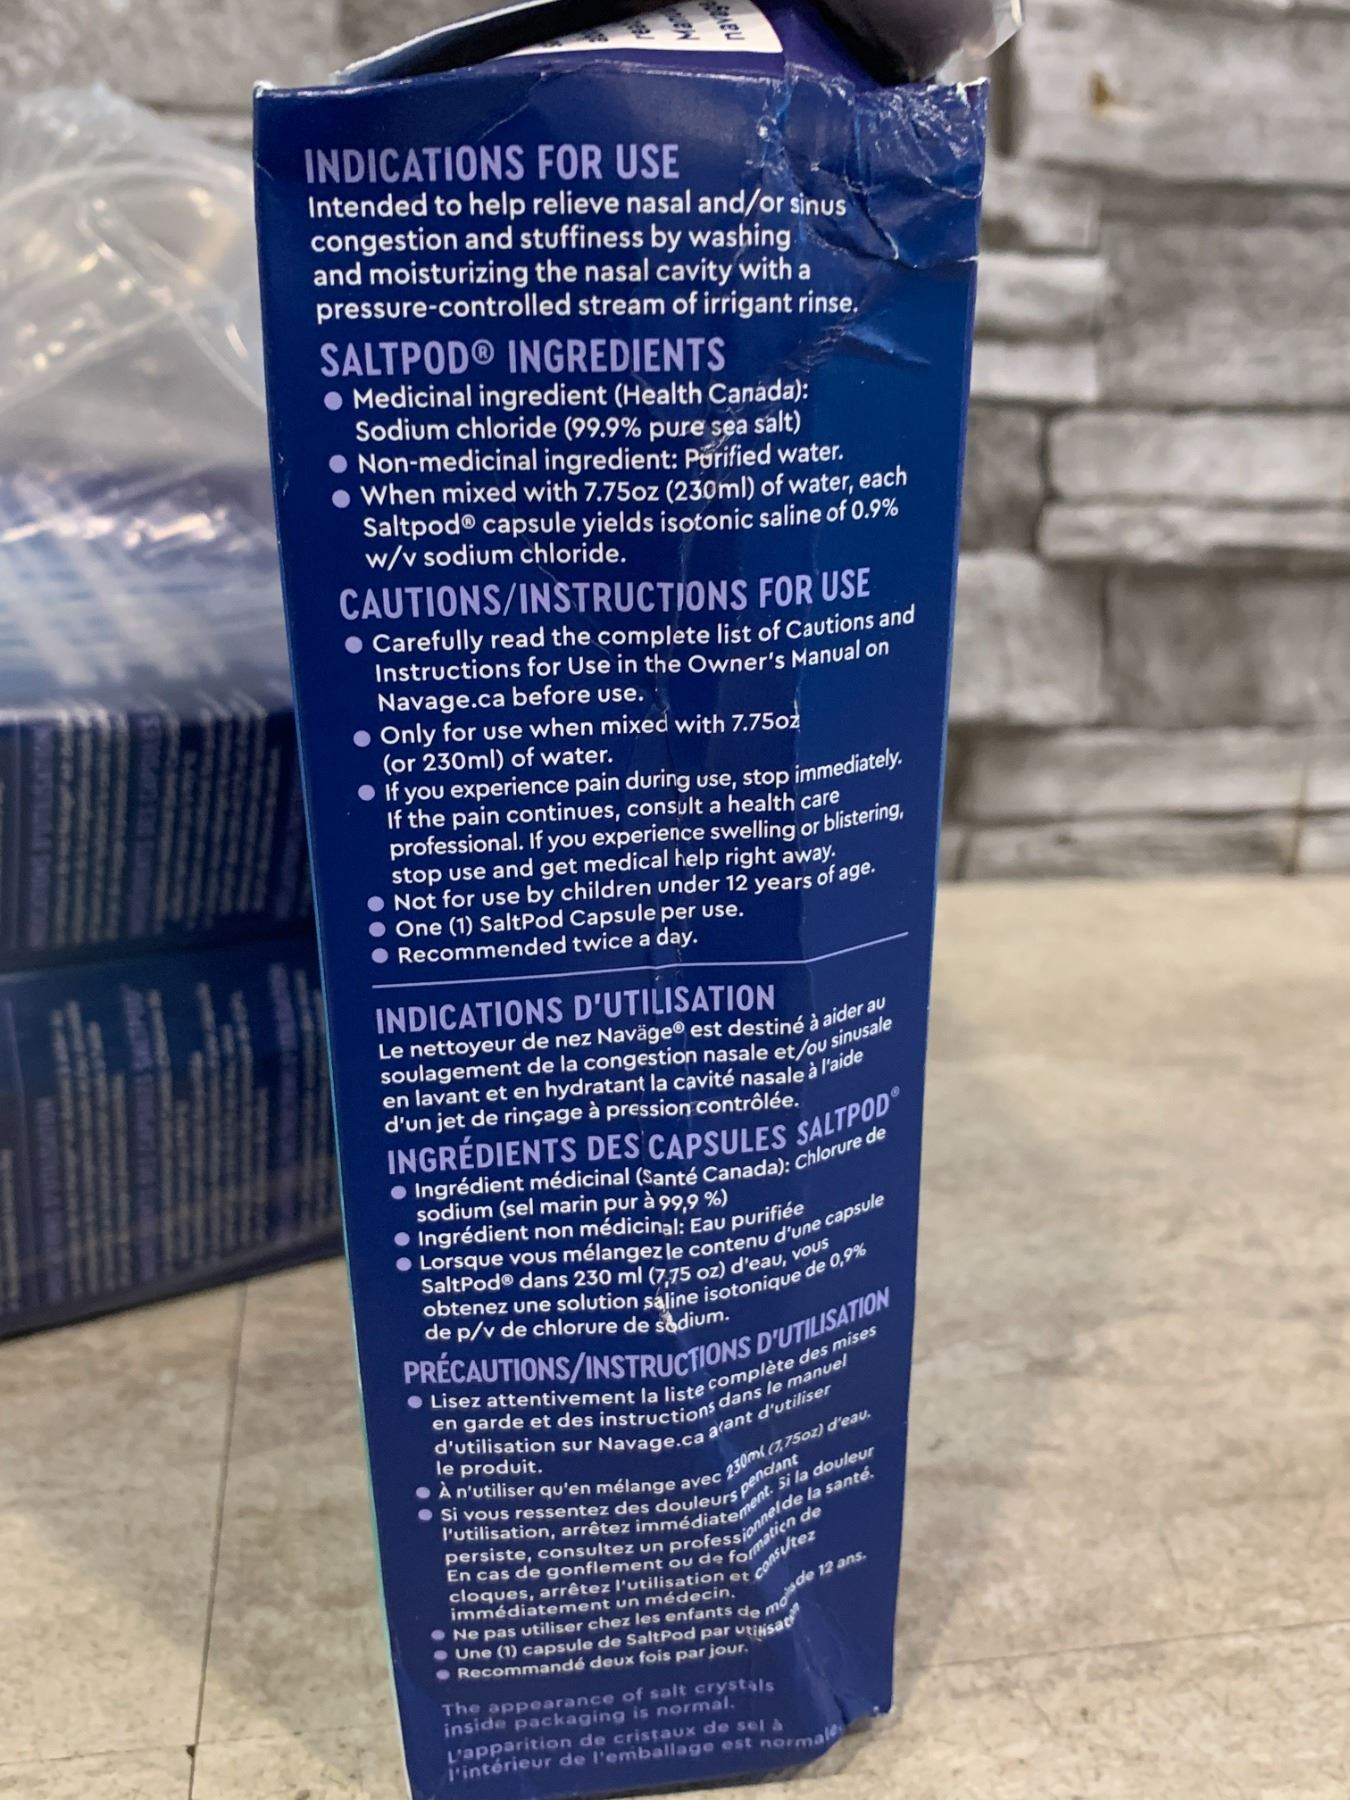 INDICATIONS FOR USE
Intended to help relieve nasal and/or sinus
congestion and stuffiness by washing
and moisturizing the nasal cavity with a
pressure-controlled stream of irrigant rinse.
SALTPOD® INGREDIENTS
● Medicinal ingredient (Health Canada):
Sodium chloride (99.9% pure sea salt)
● Non-medicinal ingredient: Purified water.
● When mixed with 7.75oz (230ml) of water, each
Saltpod® capsule yields isotonic saline of 0.9%
w/v sodium chloride.
CAUTIONS/INSTRUCTIONS FOR USE
● Carefully read the complete list of Cautions and
Instructions for Use in the Owner's Manual on
Navage.ca before use.
● Only for use when mixed with 7.75oz
(or 230ml) of water.
● If you experience pain during use, stop immediately.
If the pain continues, consult a health care
professional. If you experience swelling or blistering,
stop use and get medical help right away.
● Not for use by children under 12 years of age.
● One (1) SaltPod Capsule per use.
● Recommended twice a day.
INDICATIONS D'UTILISATION
Le nettoyeur de nez Naväge® est destiné à aider au
soulagement de la congestion nasale et/ou sinusale
en lavant et en hydratant la cavité nasale à l'aide
d'un jet de rinçage à pression contrôlée.
INGRÉDIENTS DES CAPSULES SALTPOD®
● Ingrédient médicinal (Santé Canada): Chlorure de
sodium (sel marin pur à 99,9 %)
● Ingrédient non médicinal: Eau purifiée
● Lorsque vous mélangez le contenu d'une capsule
SaltPod® dans 230 ml (7,75 oz) d'eau, vous
obtenez une solution saline isotonique de 0,9%
de p/v de chlorure de sodium.
PRÉCAUTIONS/INSTRUCTIONS D'UTILISATION
● Lisez attentivement la liste complète des mises
en garde et des instructions dans le manuel
d'utilisation sur Navage.ca avant d'utiliser
le produit.
● À n'utiliser qu'en mélange avec 230ml (7,75oz) d'eau.
● Si vous ressentez des douleurs pendant
l'utilisation, arrêtez immédiatement. Si la douleur
persiste, consultez un professionnel de la santé.
En cas de gonflement ou de formation de
cloques, arrêtez l'utilisation et consultez
immédiatement un médecin.
● Ne pas utiliser chez les enfants de moins de 12 ans.
● Une (1) capsule de SaltPod par utilisation
● Recommandé deux fois par jour.
The appearance of salt crystals
inside packaging is normal.
L'apparition de cristaux de sel à
l'intérieur de l'emballage est normale.